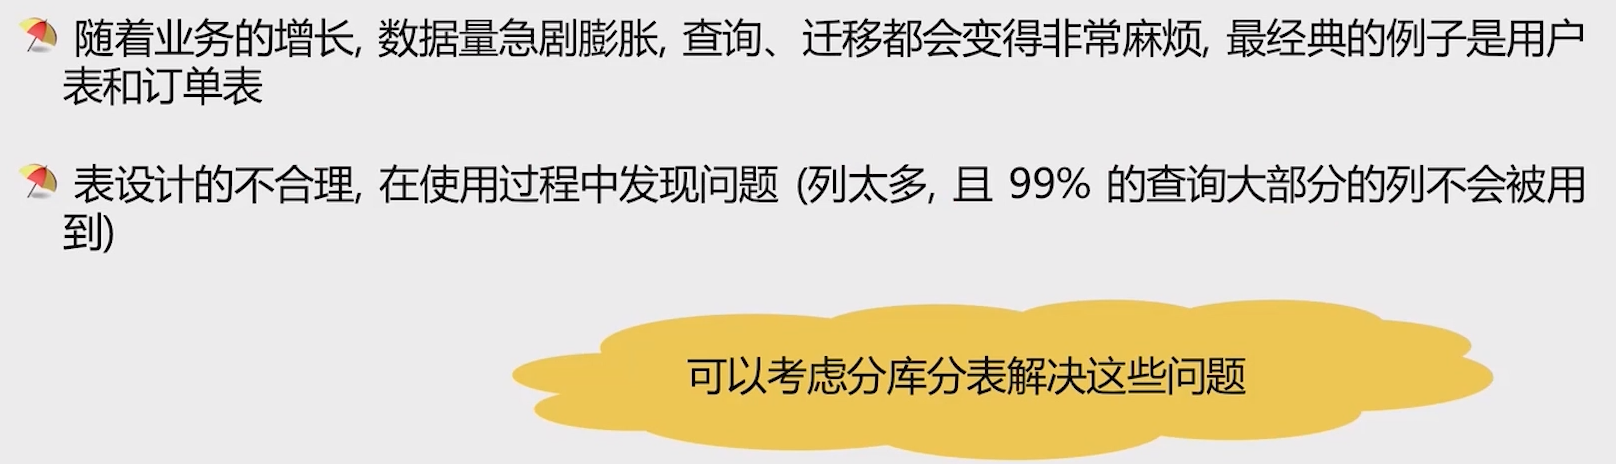 随着业务的增长, 数据量急剧膨胀, 查询、迁移都会变得非常麻烦, 最经典的例子是用户
表和订单表
表设计的不合理, 在使用过程中发现问题 (列太多, 且 99% 的查询大部分的列不会被用
到)
可以考虑分库分表解决这些问题